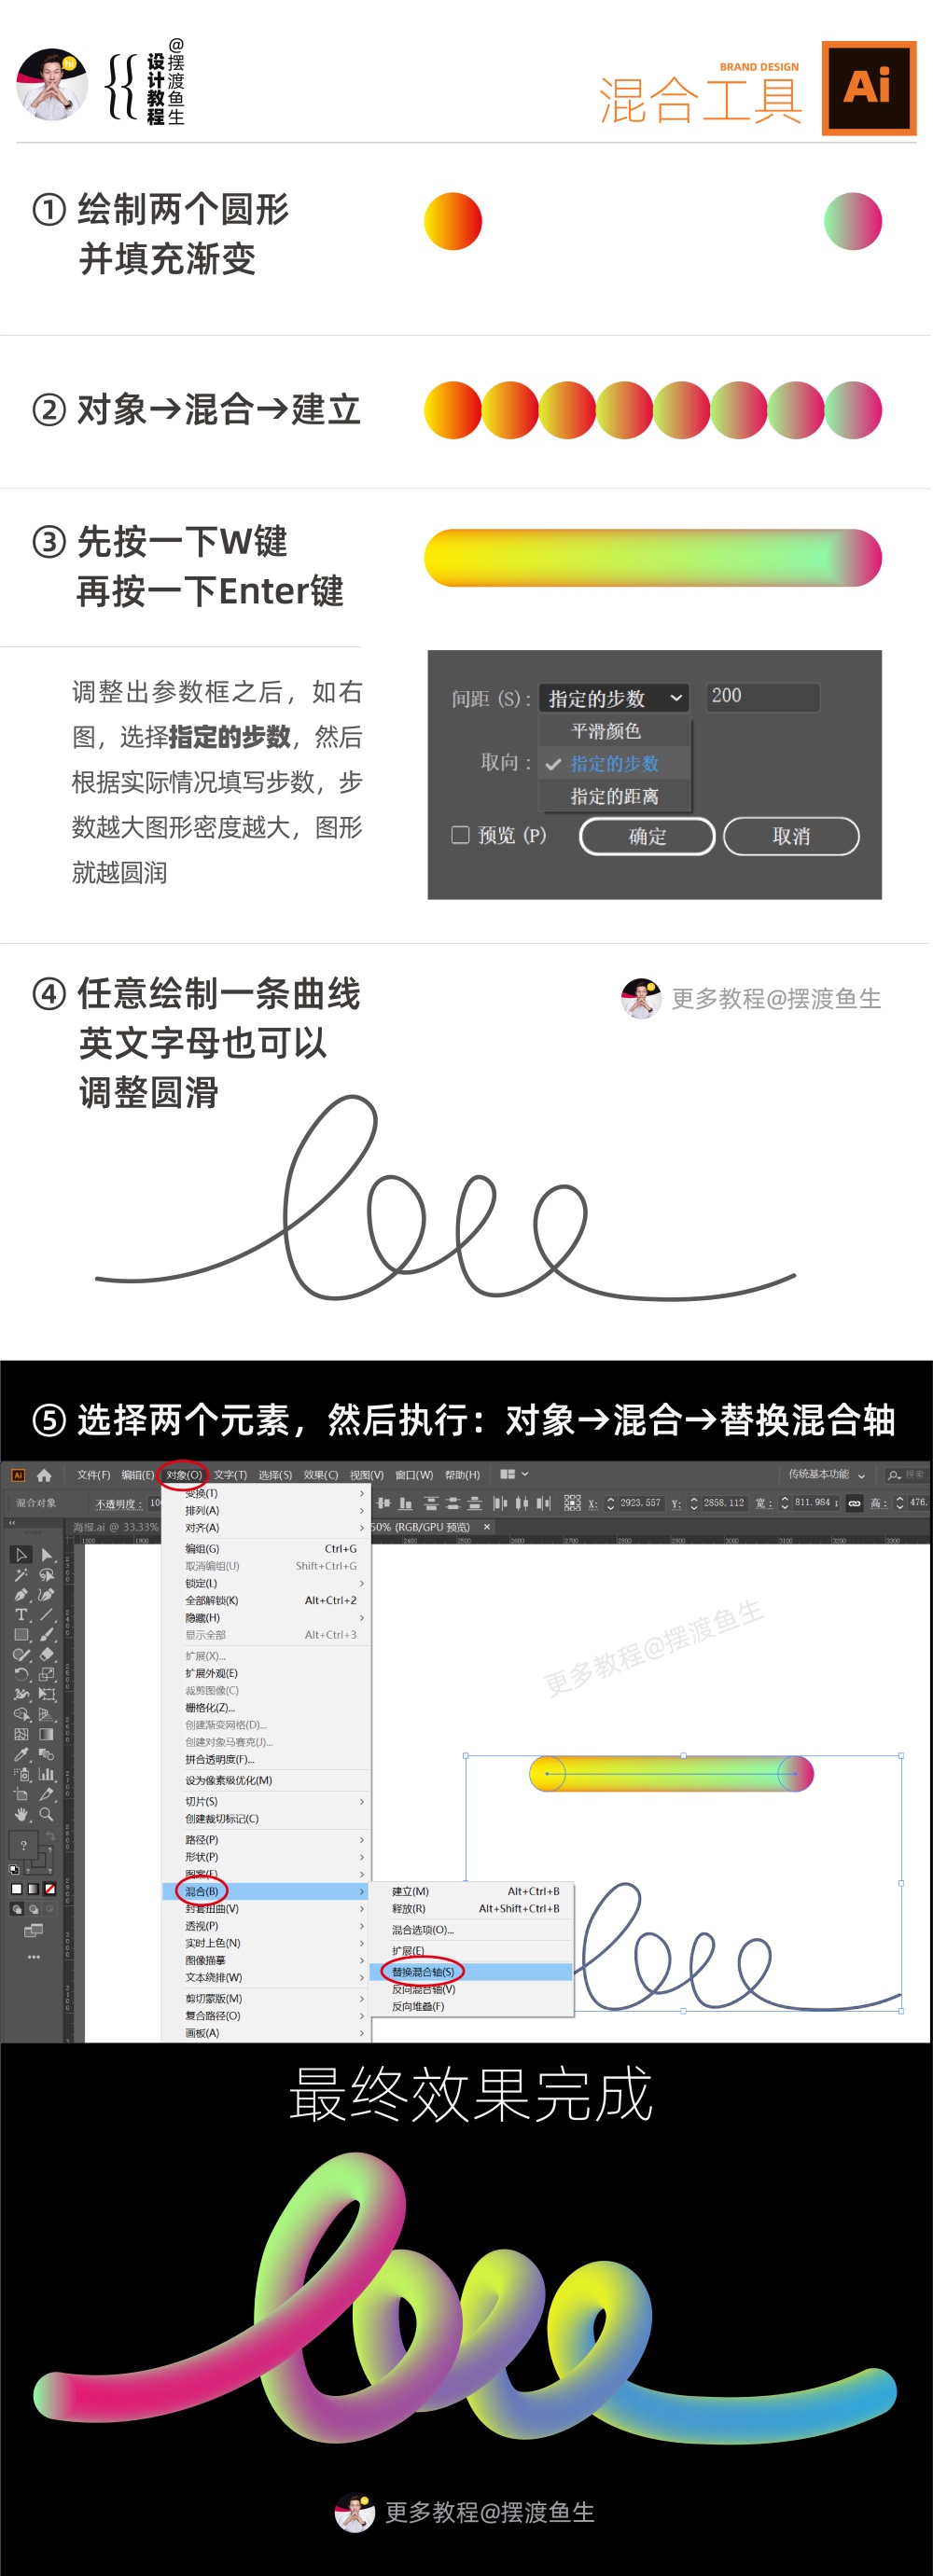 @摆渡鱼生
设计教程
BRAND DESIGN
混合工具
Ai
① 绘制两个圆形
并填充渐变
② 对象→混合→建立
③ 先按一下W键
再按一下Enter键
调整出参数框之后，如右
图，选择指定的步数，然后
根据实际情况填写步数，步
数越大图形密度越大，图形
就越圆润
间距 (S)： 指定的步数 200
平滑颜色
取向： 指定的步数
指定的距离
预览 (P) 确定 取消
④ 任意绘制一条曲线
英文字母也可以
调整圆滑
更多教程@摆渡鱼生
⑤ 选择两个元素，然后执行：对象→混合→替换混合轴
Ai 文件(F) 编辑(E) 对象(O) 文字(T) 选择(S) 效果(C) 视图(V) 窗口(W) 帮助(H) 传统基本功能 搜索
混合对象 不透明度： 10 X: 2923.557 Y: 2858.112 宽： 811.984 高： 476.
海报.ai @ 33.33% 50% (RGB/GPU 预览) ×
变换(T)
排列(A)
对齐(A)
编组(G) Ctrl+G
取消编组(U) Shift+Ctrl+G
锁定(L)
全部解锁(K) Alt+Ctrl+2
隐藏(H)
显示全部 Alt+Ctrl+3
扩展(X)...
扩展外观(E)
裁剪图像(C)
栅格化(Z)...
创建渐变网格(D)...
创建对象马赛克(J)...
拼合透明度(F)...
设为像素级优化(M)
切片(S)
创建裁切标记(C)
路径(P)
形状(P)
图案(E)
混合(B)
封套扭曲(V)
透视(P)
实时上色(N)
图像描摹
文本绕排(W)
剪切蒙版(M)
复合路径(O)
画板(A)
建立(M) Alt+Ctrl+B
释放(R) Alt+Shift+Ctrl+B
混合选项(O)...
扩展(E)
替换混合轴(S)
反向混合轴(V)
反向堆叠(F)
更多教程@摆渡鱼生
最终效果完成
更多教程@摆渡鱼生